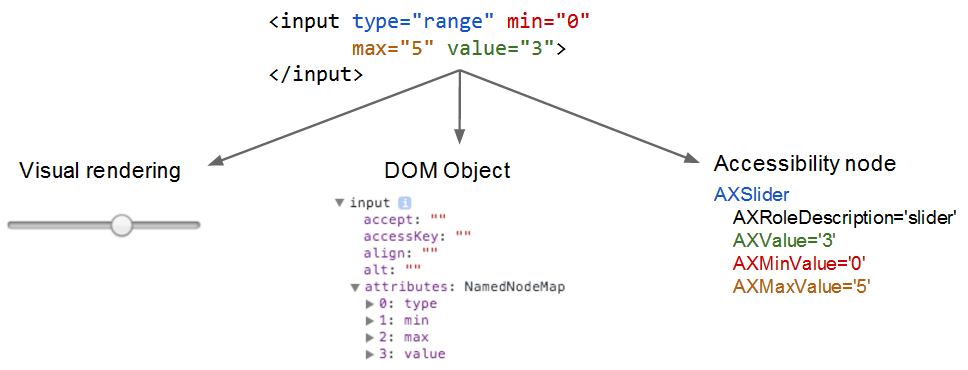 <input type="range" min="0"
max="5" value="3">
</input>
Visual rendering
DOM Object
input i
accept: ""
accessKey: ""
align: ""
alt: ""
attributes: NamedNodeMap
0: type
1: min
2: max
3: value
Accessibility node
AXSlider
AXRoleDescription='slider'
AXValue='3'
AXMinValue='0'
AXMaxValue='5'